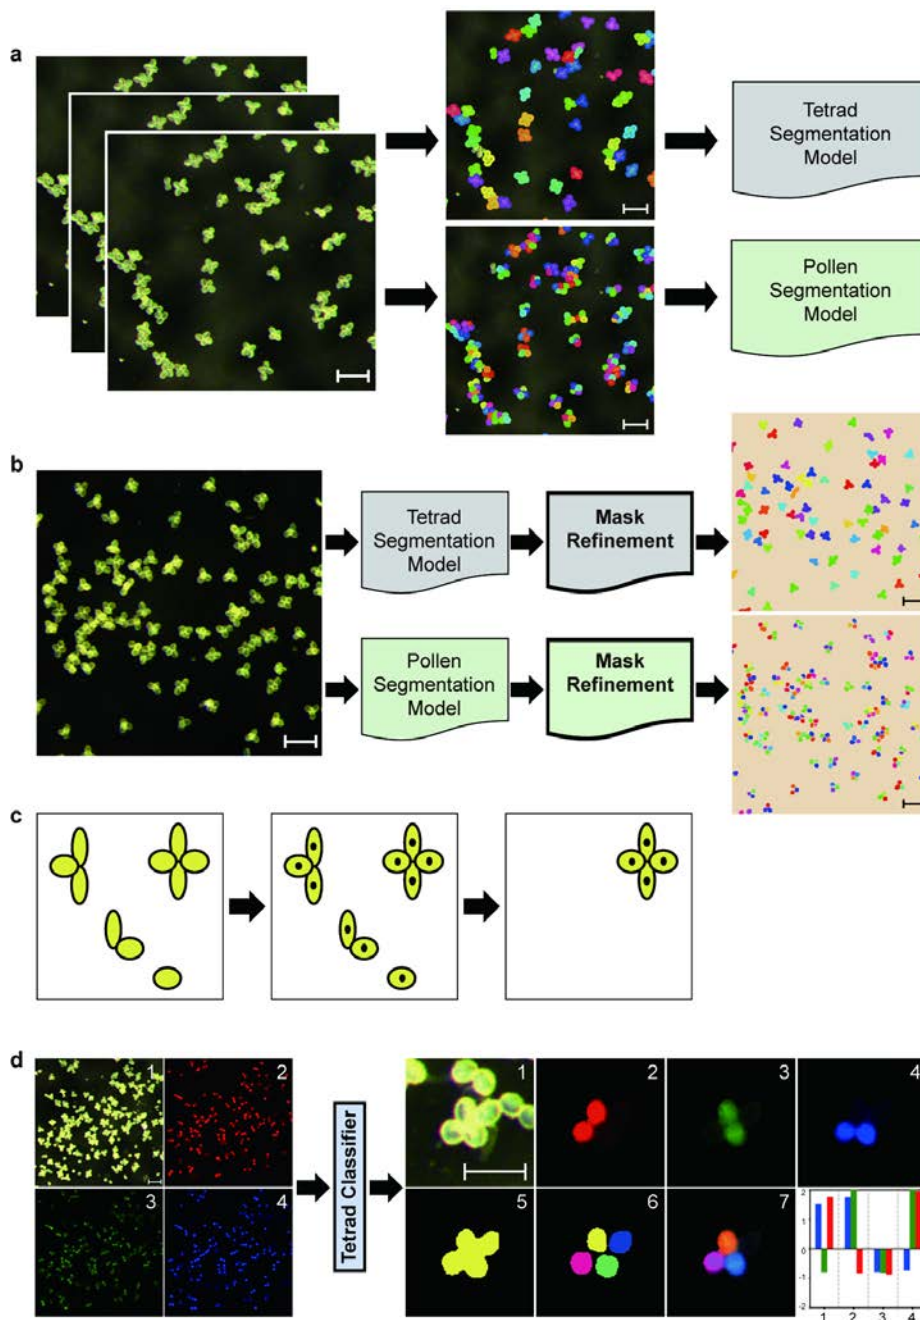 a
Tetrad
Segmentation
Model
Pollen
Segmentation
Model
b
Tetrad
Segmentation
Model
Mask
Refinement
Pollen
Segmentation
Model
Mask
Refinement
c
d
1
2
3
4
Tetrad Classifier
1
2
3
4
5
6
7
2
1
0
-1
-2
1 2 3 4